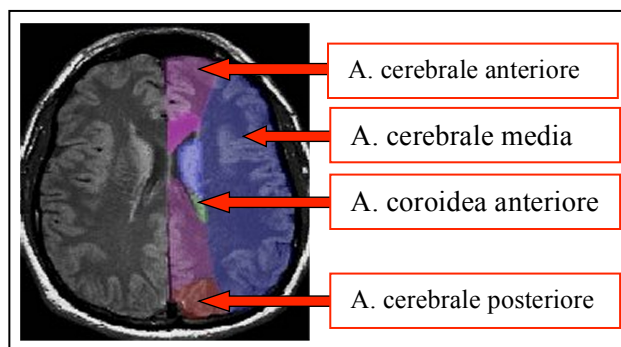 A. cerebrale anteriore
A. cerebrale media
A. coroidea anteriore
A. cerebrale posteriore